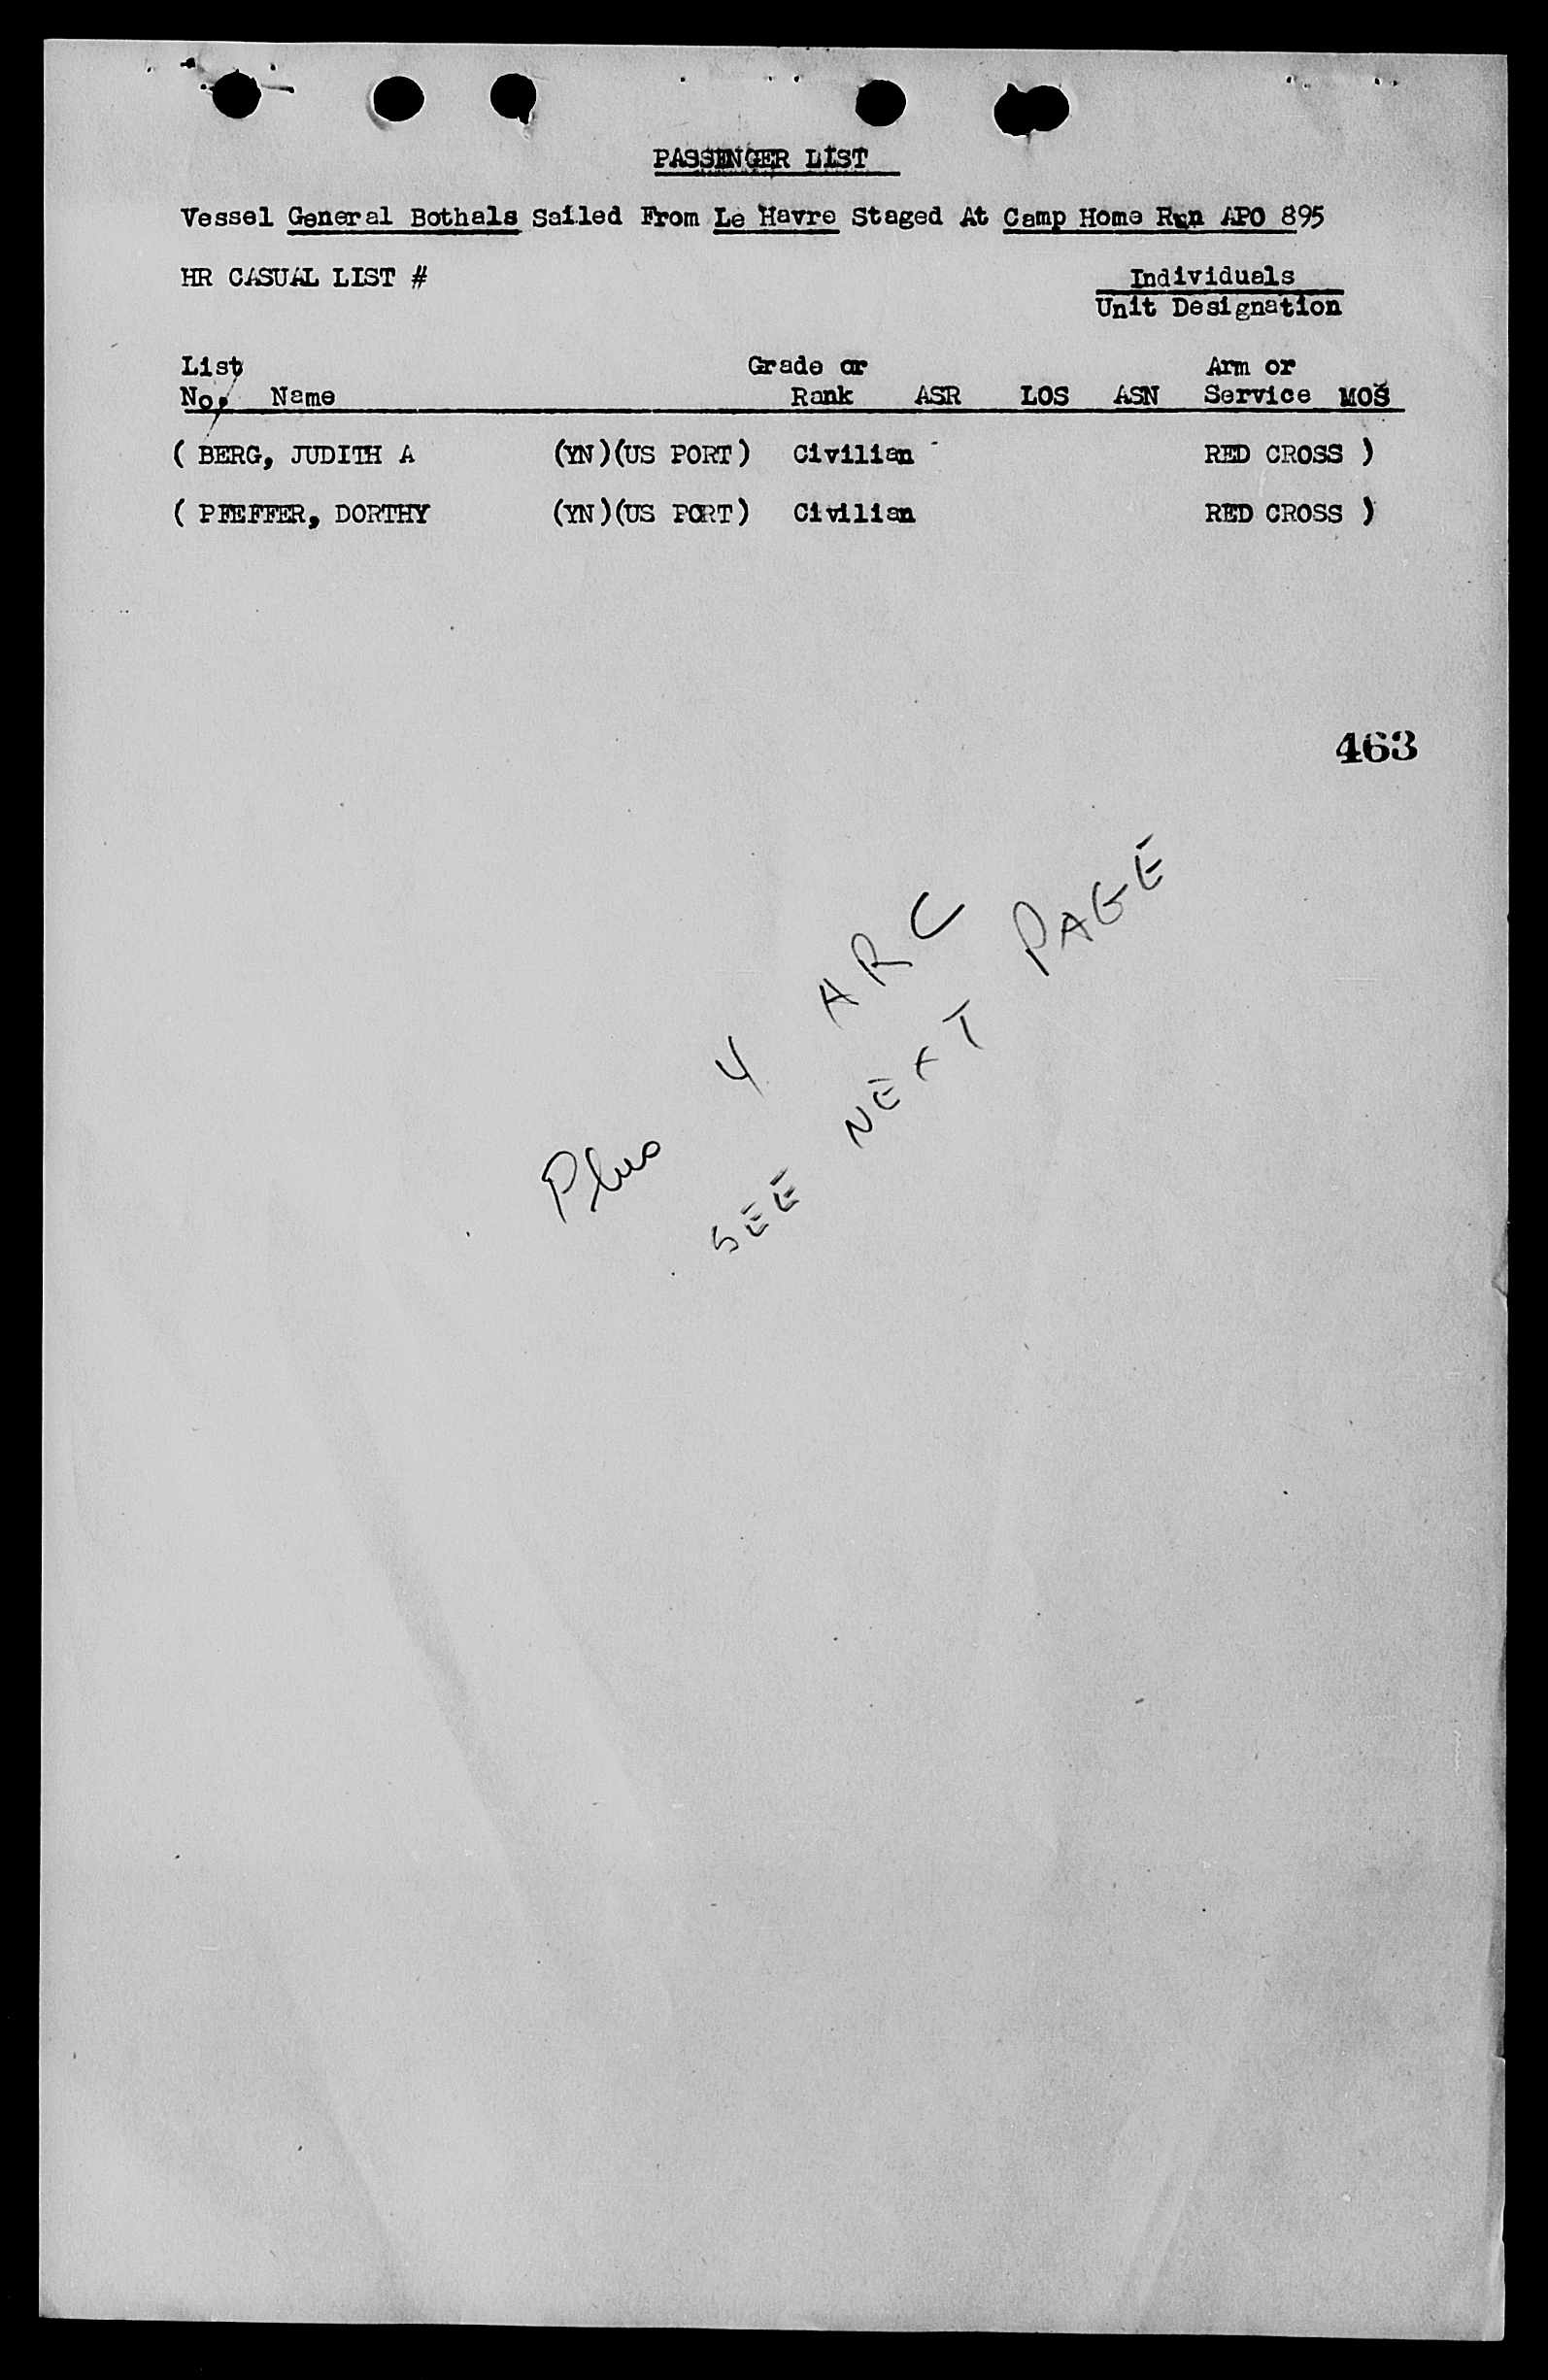 PASSENGER LIST
Vessel General Bothals Sailed From Le Havre Staged At Camp Home Run APO 895
HR CASUAL LIST # Individuals
Unit Designation
List Grade or Arm or
No. Name Rank ASR LOS ASN Service MOS
( BERG, JUDITH A (YN)(US PORT) Civilian RED CROSS )
( PFEFFER, DORTHY (YN)(US PORT) Civilian RED CROSS )
463
Plus 4 ARC
SEE NEXT PAGE